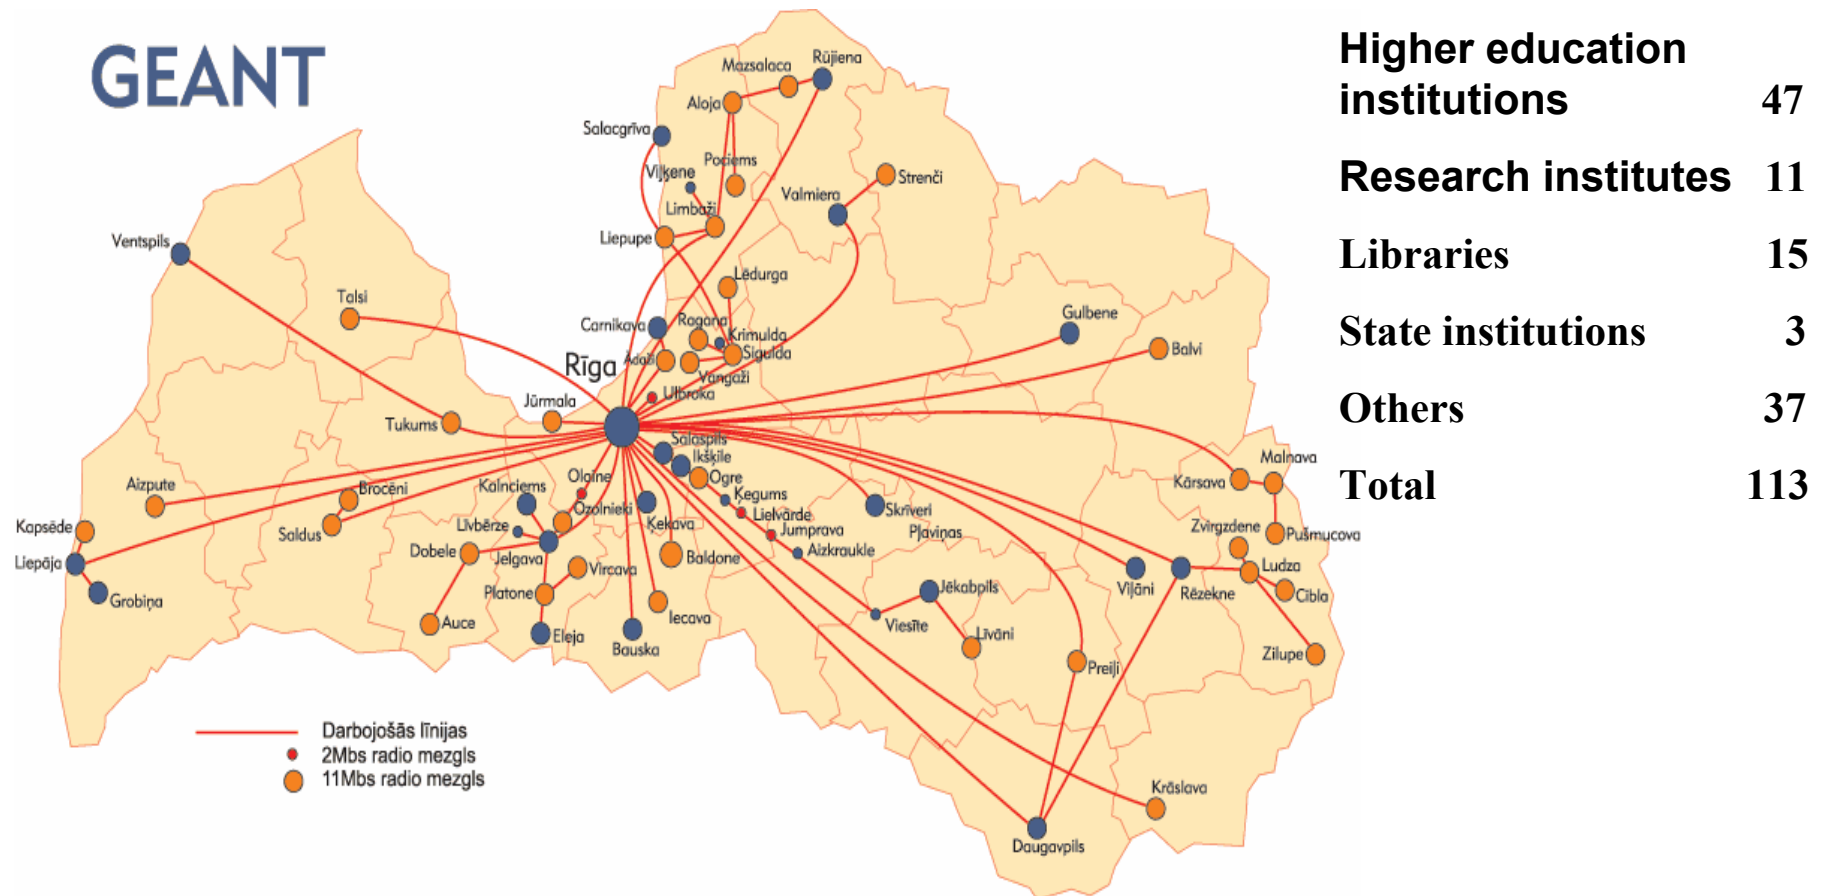 GEANT
Mazsalaca
Rūjiena
Aloja
Salacgrīva
Pociems
Viļķene
Strenči
Valmiera
Limbaži
Liepupe
Ventspils
Lēdurga
Talsi
Carnikava
Ragaņa
Krimulda
Gulbene
Rīga
Ādaži
Sigulda
Balvi
Vangaži
Ulbroka
Jūrmala
Tukums
Salaspils
Ikšķile
Malnava
Ogre
Kārsava
Aizpute
Brocēni
Kalnciems
Olaine
Ķegums
Lielvārde
Skrīveri
Ozolnieki
Ķekava
Kapsēde
Saldus
Līvbērze
Jumprava
Pļaviņas
Zvirgzdene
Pušmucova
Dobele
Jelgava
Baldone
Aizkraukle
Liepāja
Vircava
Ludza
Viļāni
Rēzekne
Cibla
Grobiņa
Platone
Jēkabpils
Iecava
Auce
Eleja
Viesīte
Līvāni
Bauska
Zilupe
Preiļi
Krāslava
Daugavpils
Darbojošās līnijas
2Mbs radio mezgls
11Mbs radio mezgls
Higher education
institutions 47
Research institutes 11
Libraries 15
State institutions 3
Others 37
Total 113